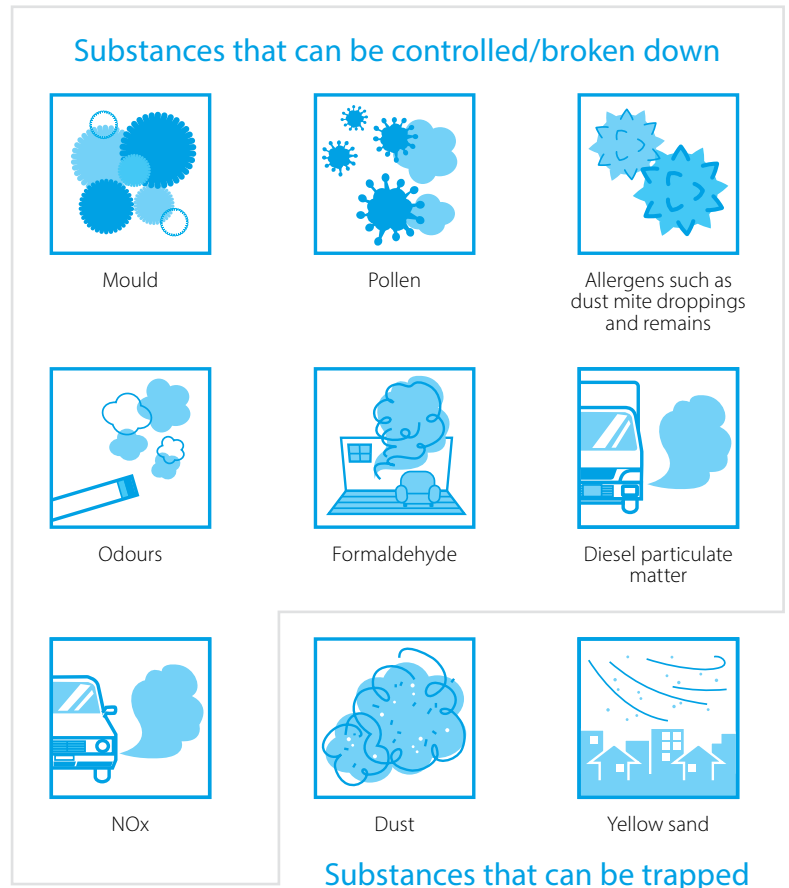 Substances that can be controlled/broken down
Mould
Pollen
Allergens such as
dust mite droppings
and remains
Odours
Formaldehyde
Diesel particulate
matter
NOx
Dust
Yellow sand
Substances that can be trapped